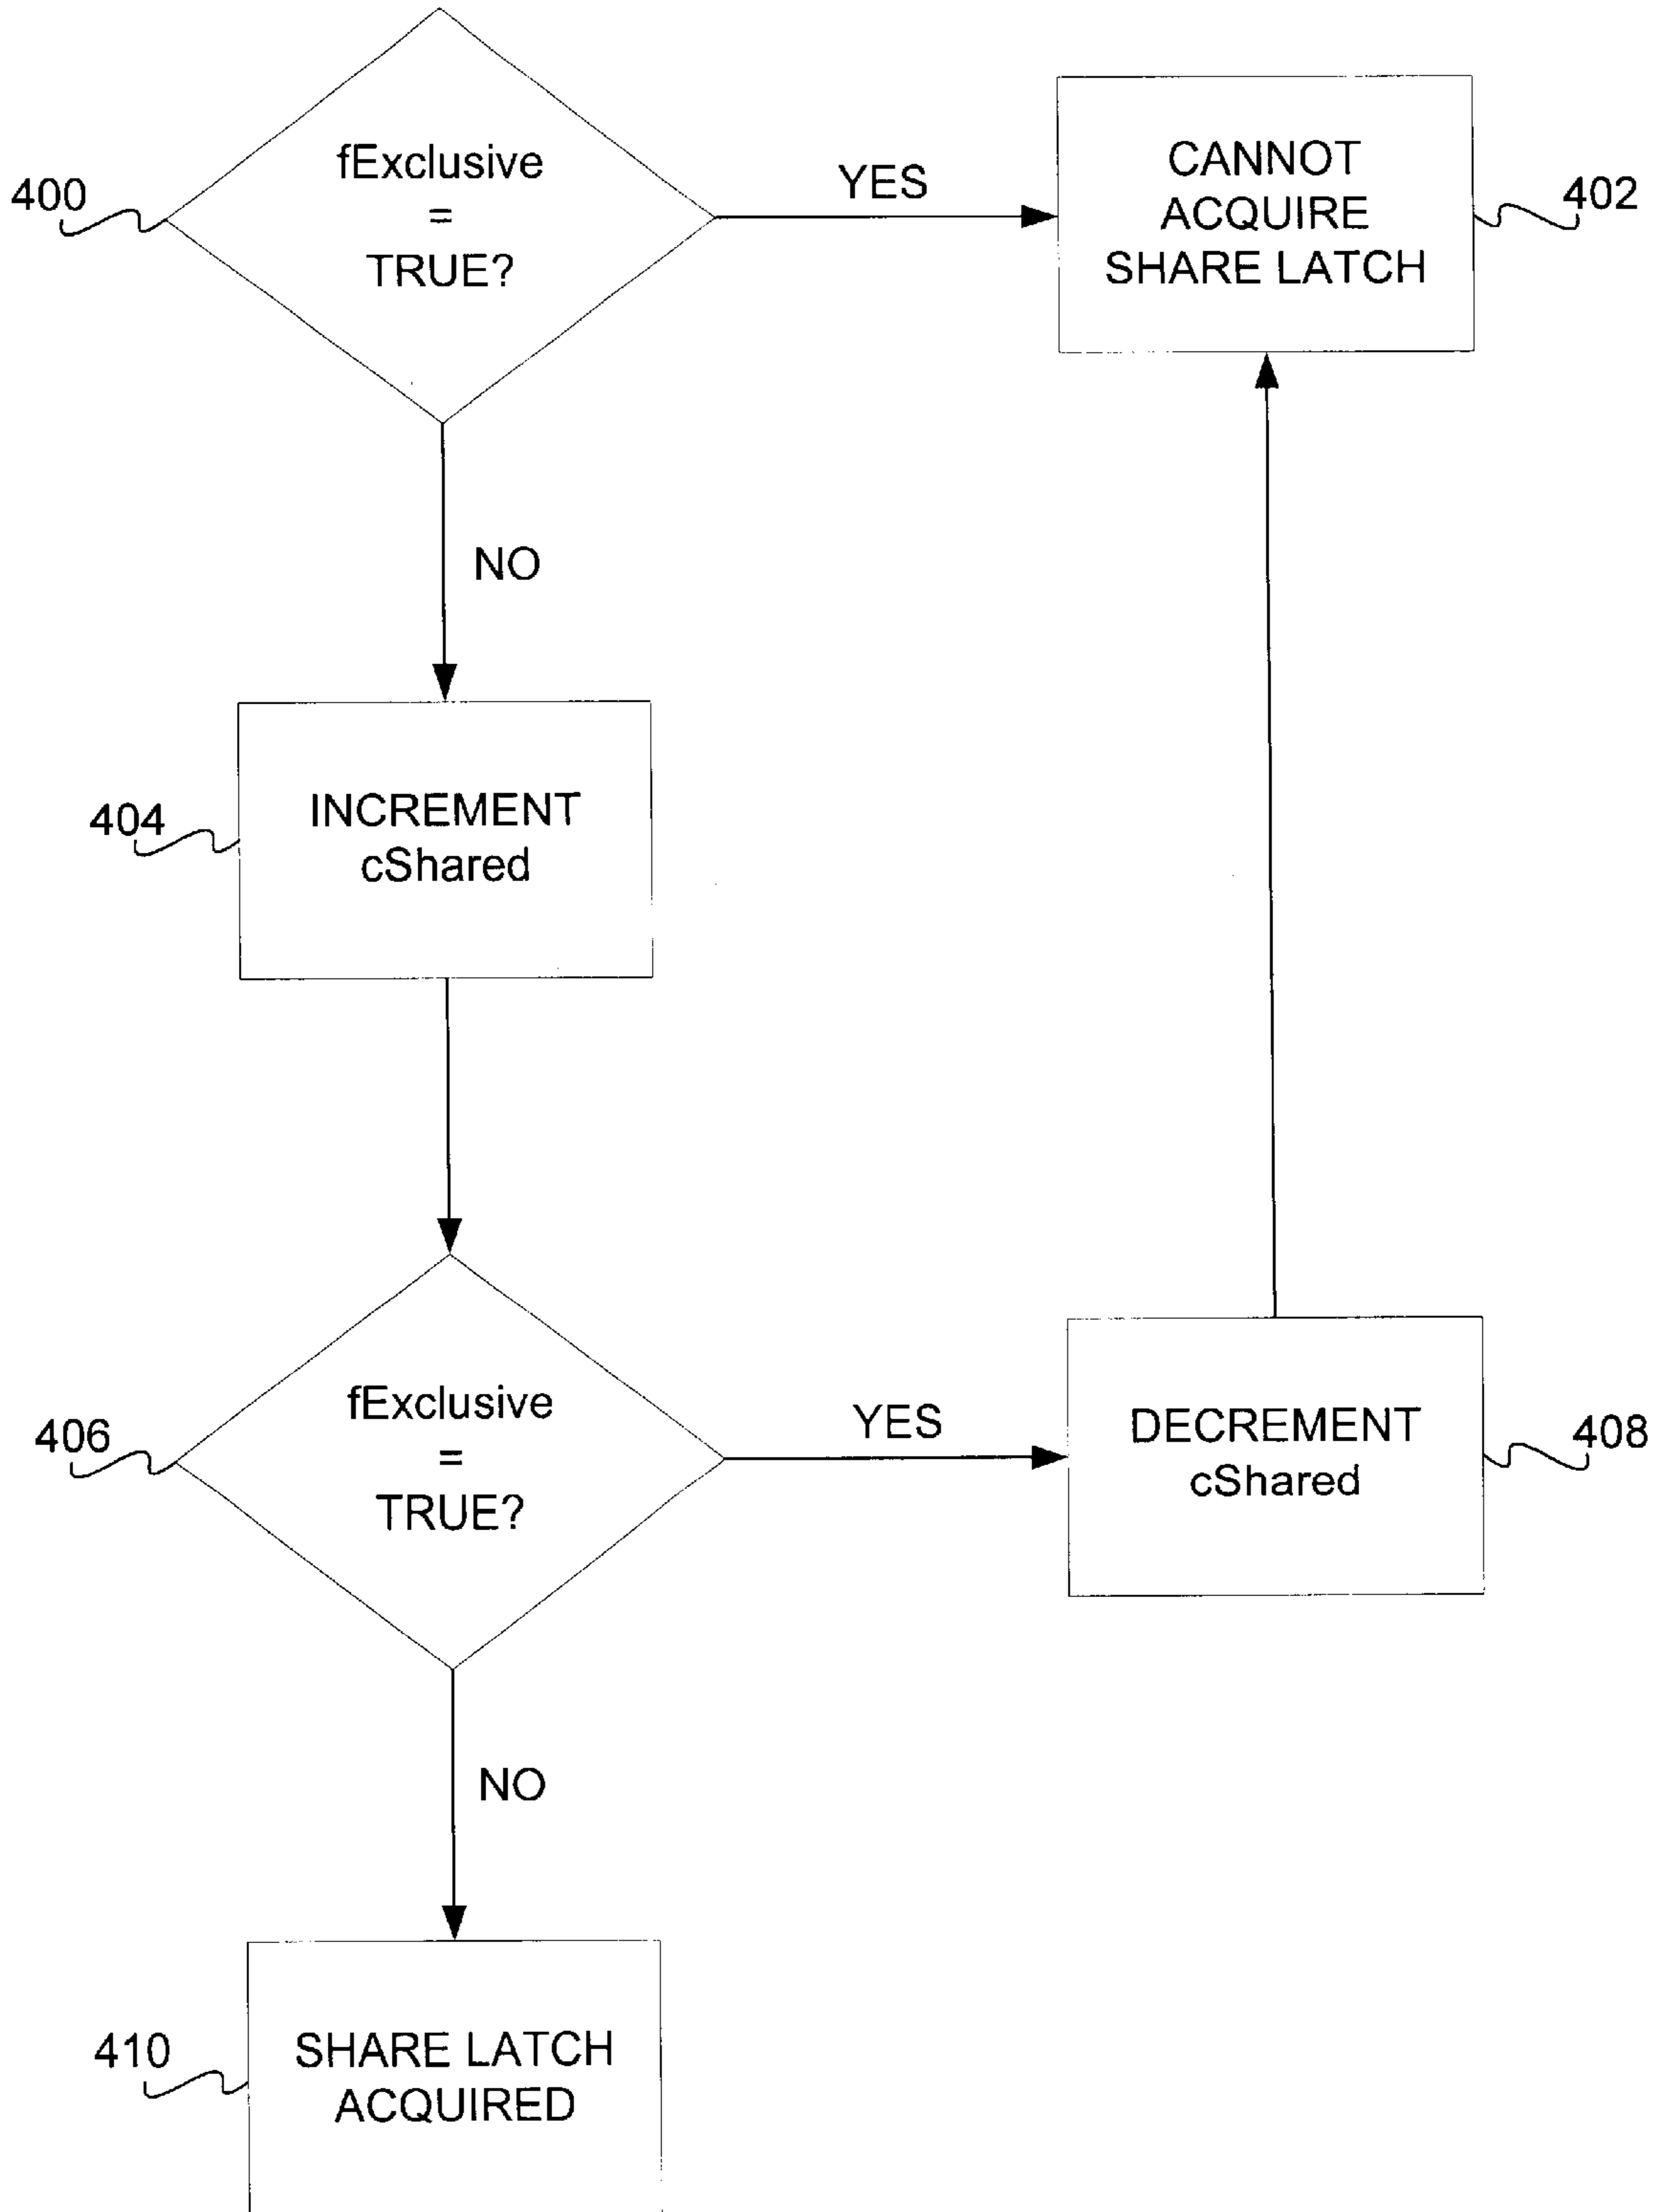 400
fExclusive
=
TRUE?
YES
CANNOT
ACQUIRE
SHARE LATCH
402
NO
404
INCREMENT
cShared
406
fExclusive
=
TRUE?
YES
DECREMENT
cShared
408
NO
410
SHARE LATCH
ACQUIRED